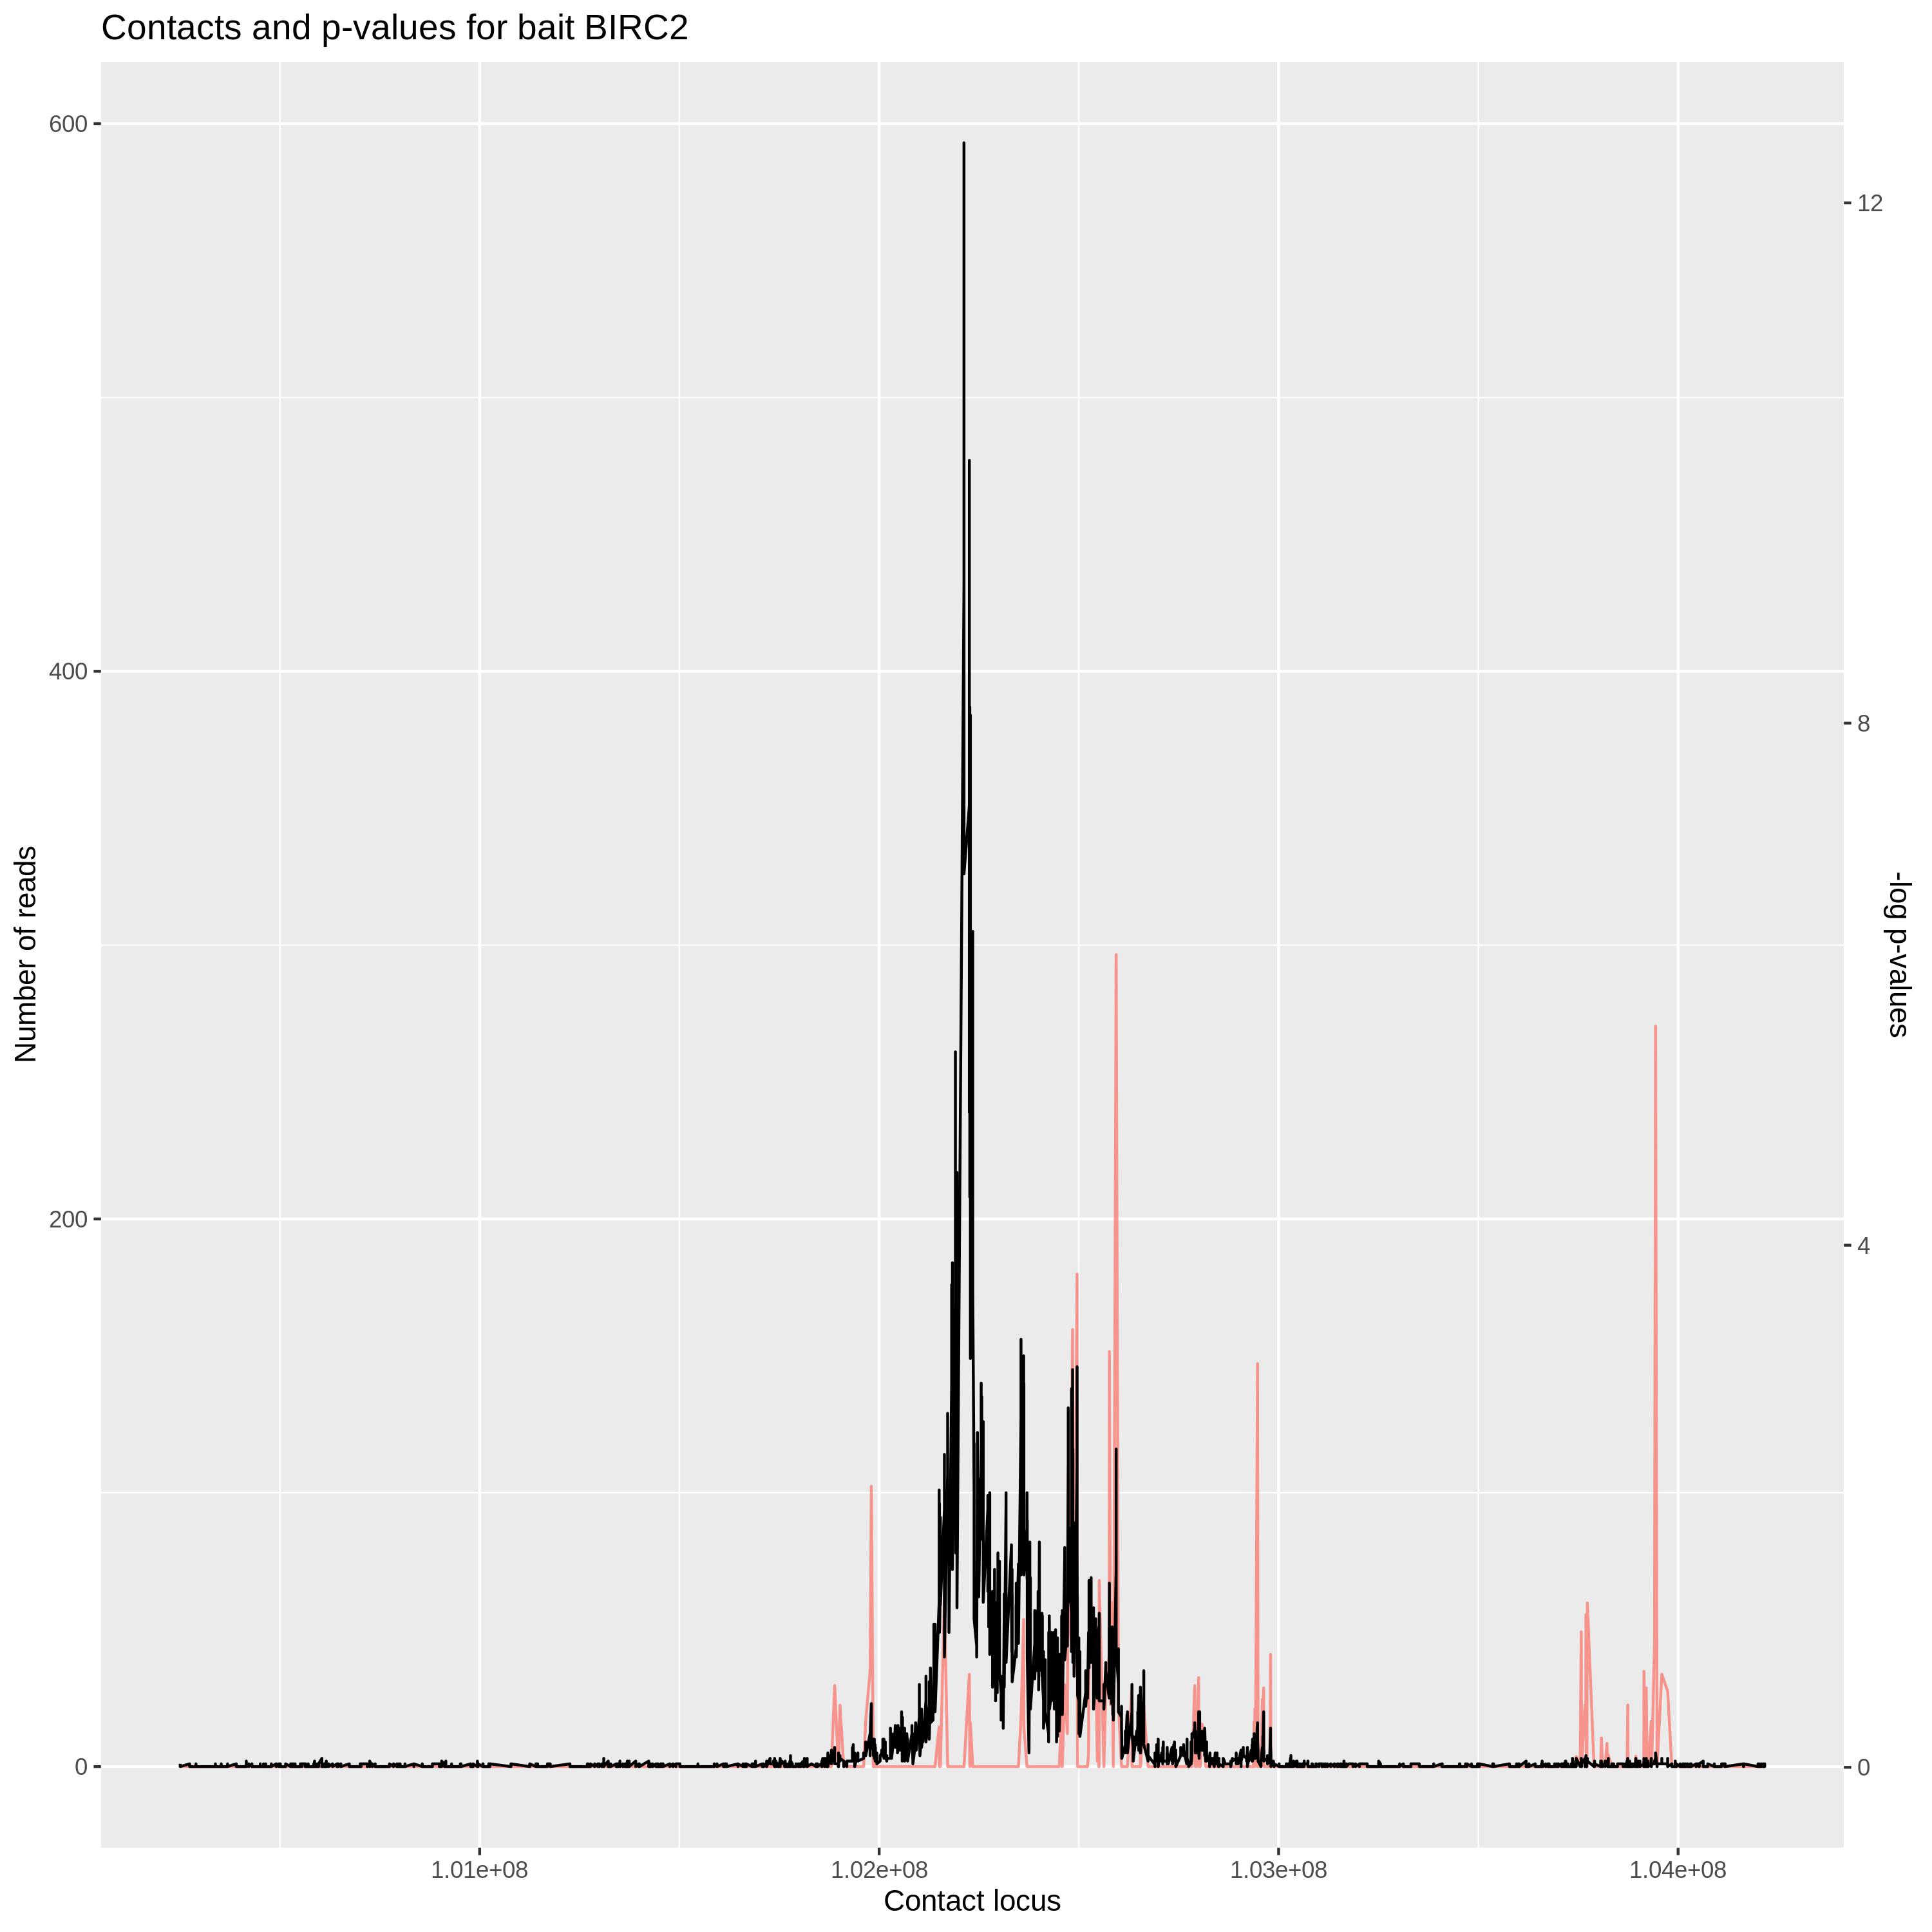 Contacts and p-values for bait BIRC2
600
400
200
0
12
8
4
0
Number of reads
-log p-values
1.01e+08
1.02e+08
1.03e+08
1.04e+08
Contact locus